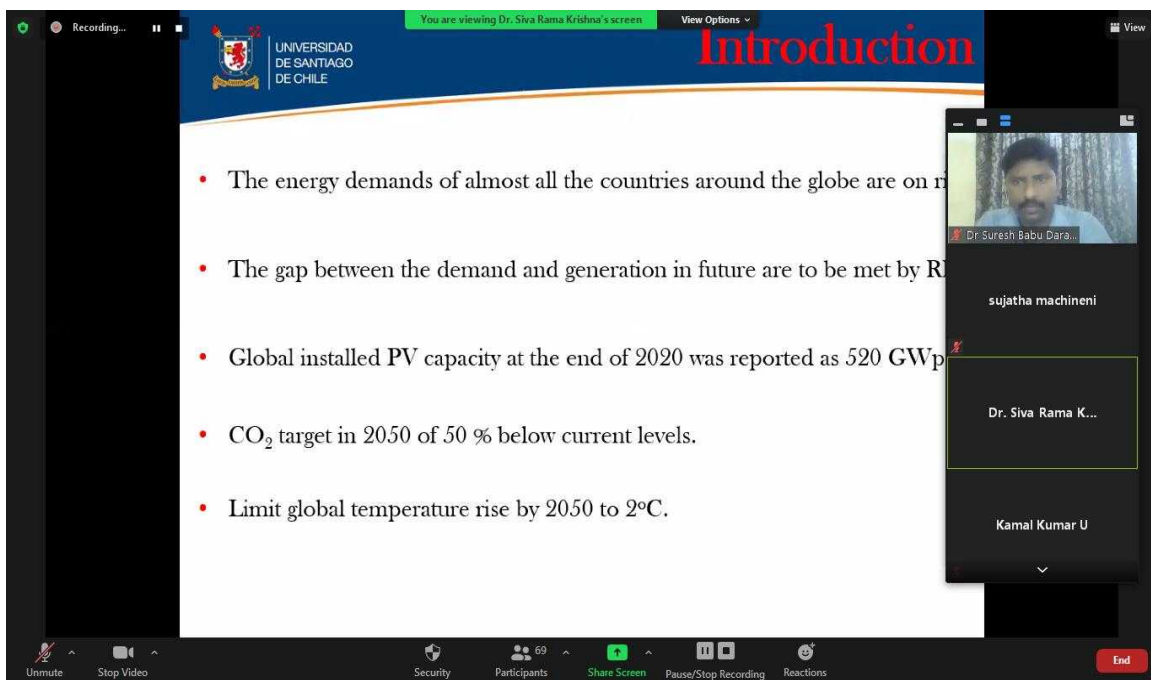 Recording...
You are viewing Dr. Siva Rama Krishna's screen
View Options
View
UNIVERSIDAD
DE SANTIAGO
DE CHILE
Introduction
• The energy demands of almost all the countries around the globe are on
• The gap between the demand and generation in future are to be met by
• Global installed PV capacity at the end of 2020 was reported as 520 GWp
• CO₂ target in 2050 of 50 % below current levels.
• Limit global temperature rise by 2050 to 2°C.
Dr Suresh Babu Dara...
sujatha machineni
Dr. Siva Rama K...
Kamal Kumar U
Unmute
Stop Video
Security
Participants
69
Share Screen
Pause/Stop Recording
Reactions
End